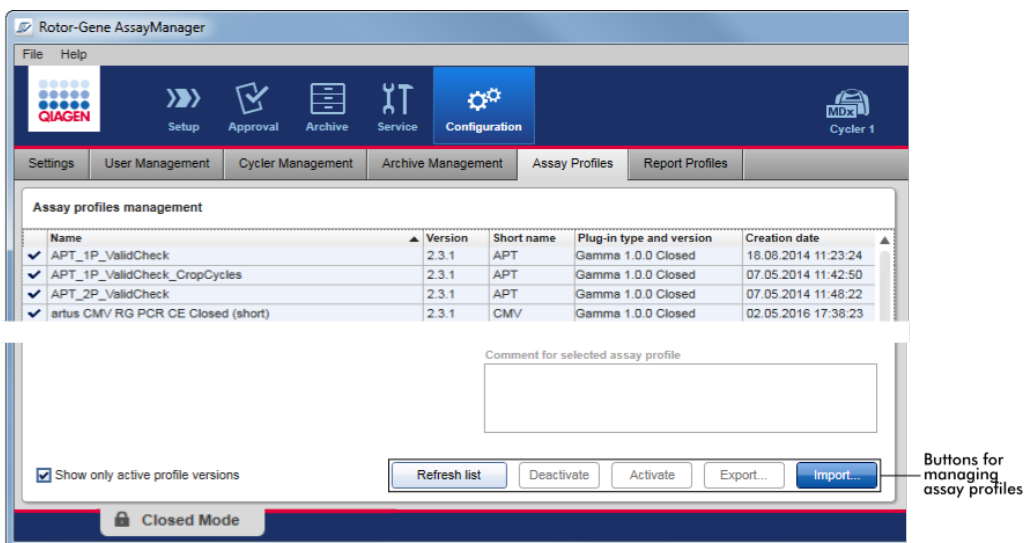 Rotor-Gene AssayManager
File Help
QIAGEN
Setup Approval Archive Service Configuration
MDx
Cycler 1
Settings User Management Cycler Management Archive Management Assay Profiles Report Profiles
Assay profiles management
Name Version Short name Plug-in type and version Creation date
APT_1P_ValidCheck 2.3.1 APT Gamma 1.0.0 Closed 18.08.2014 11:23:24
APT_1P_ValidCheck_CropCycles 2.3.1 APT Gamma 1.0.0 Closed 07.05.2014 11:42:50
APT_2P_ValidCheck 2.3.1 APT Gamma 1.0.0 Closed 07.05.2014 11:48:22
artus CMV RG PCR CE Closed (short) 2.3.1 CMV Gamma 1.0.0 Closed 02.05.2016 17:38:23
Comment for selected assay profile
Show only active profile versions
Refresh list Deactivate Activate Export... Import...
Buttons for
managing
assay profiles
Closed Mode